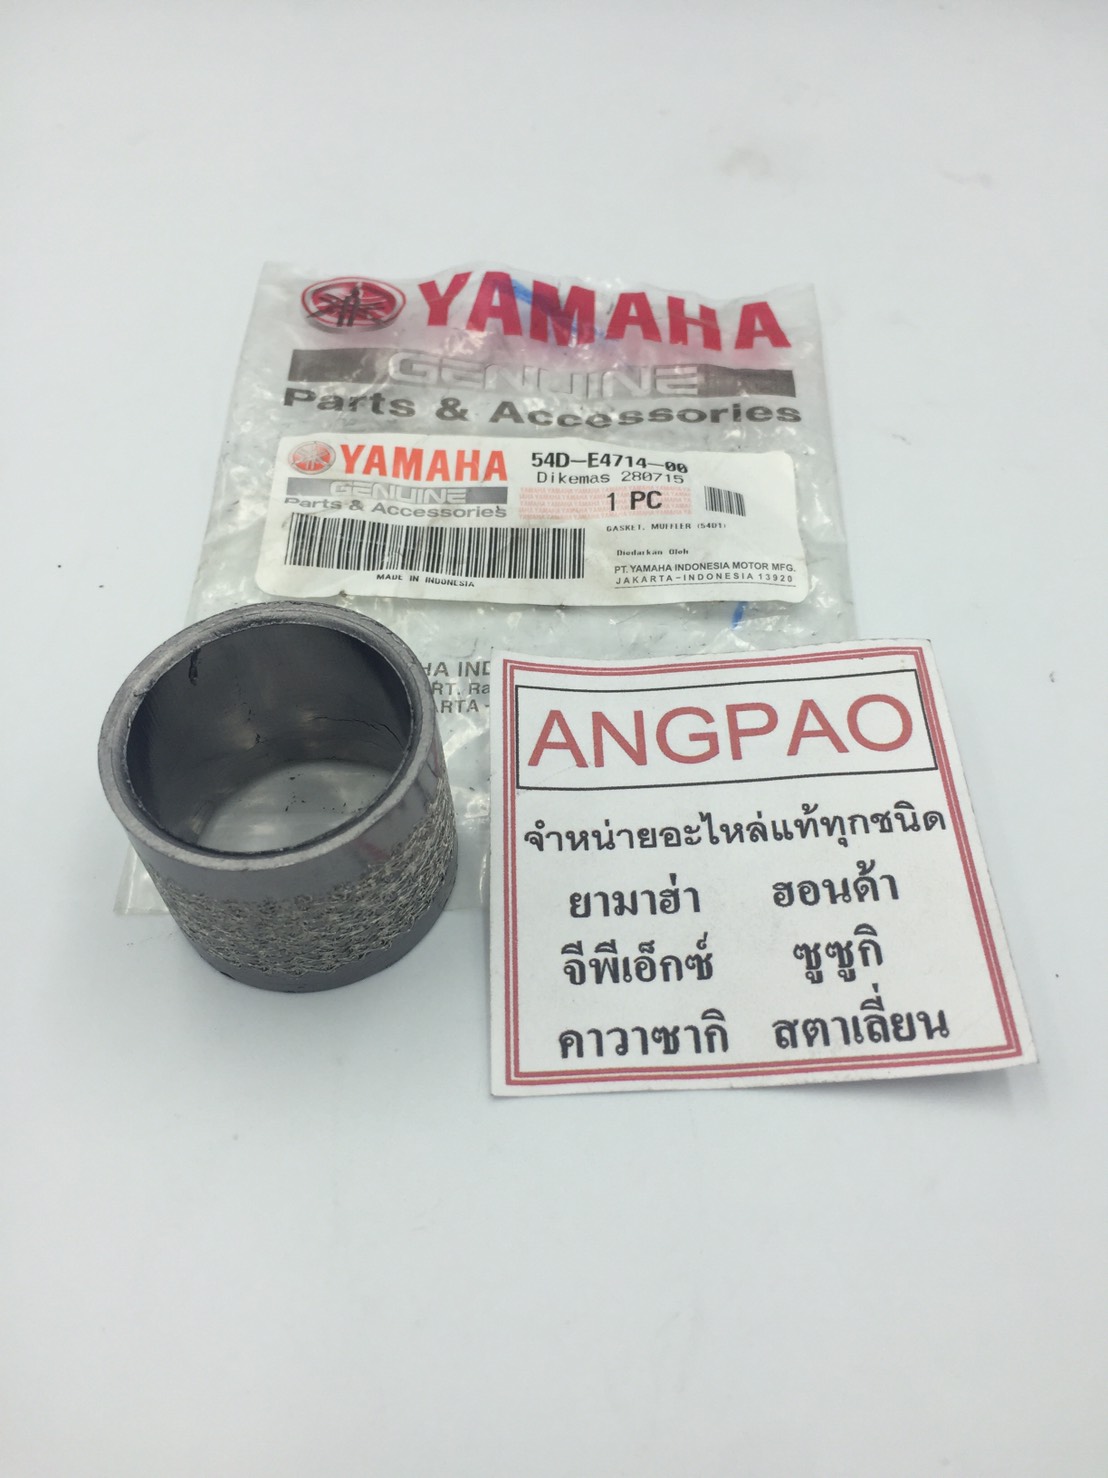 YAMAHA
GENUINE
Parts & Accessories
YAMAHA
GENUINE
Parts & Accessories
54D-E4714-00
Dikemas 280715
1 PC
GASKET, MUFFLER (54D1)
Diedarkan Oleh
PT. YAMAHA INDONESIA MOTOR MFG.
JAKARTA-INDONESIA 13920
MADE IN INDONESIA
ANGPAO
จำหน่ายอะไหล่แท้ทุกชนิด
ยามาฮ่า ฮอนด้า
จีพีเอ็กซ์ ซูซูกิ
คาวาซากิ สตาเลี่ยน